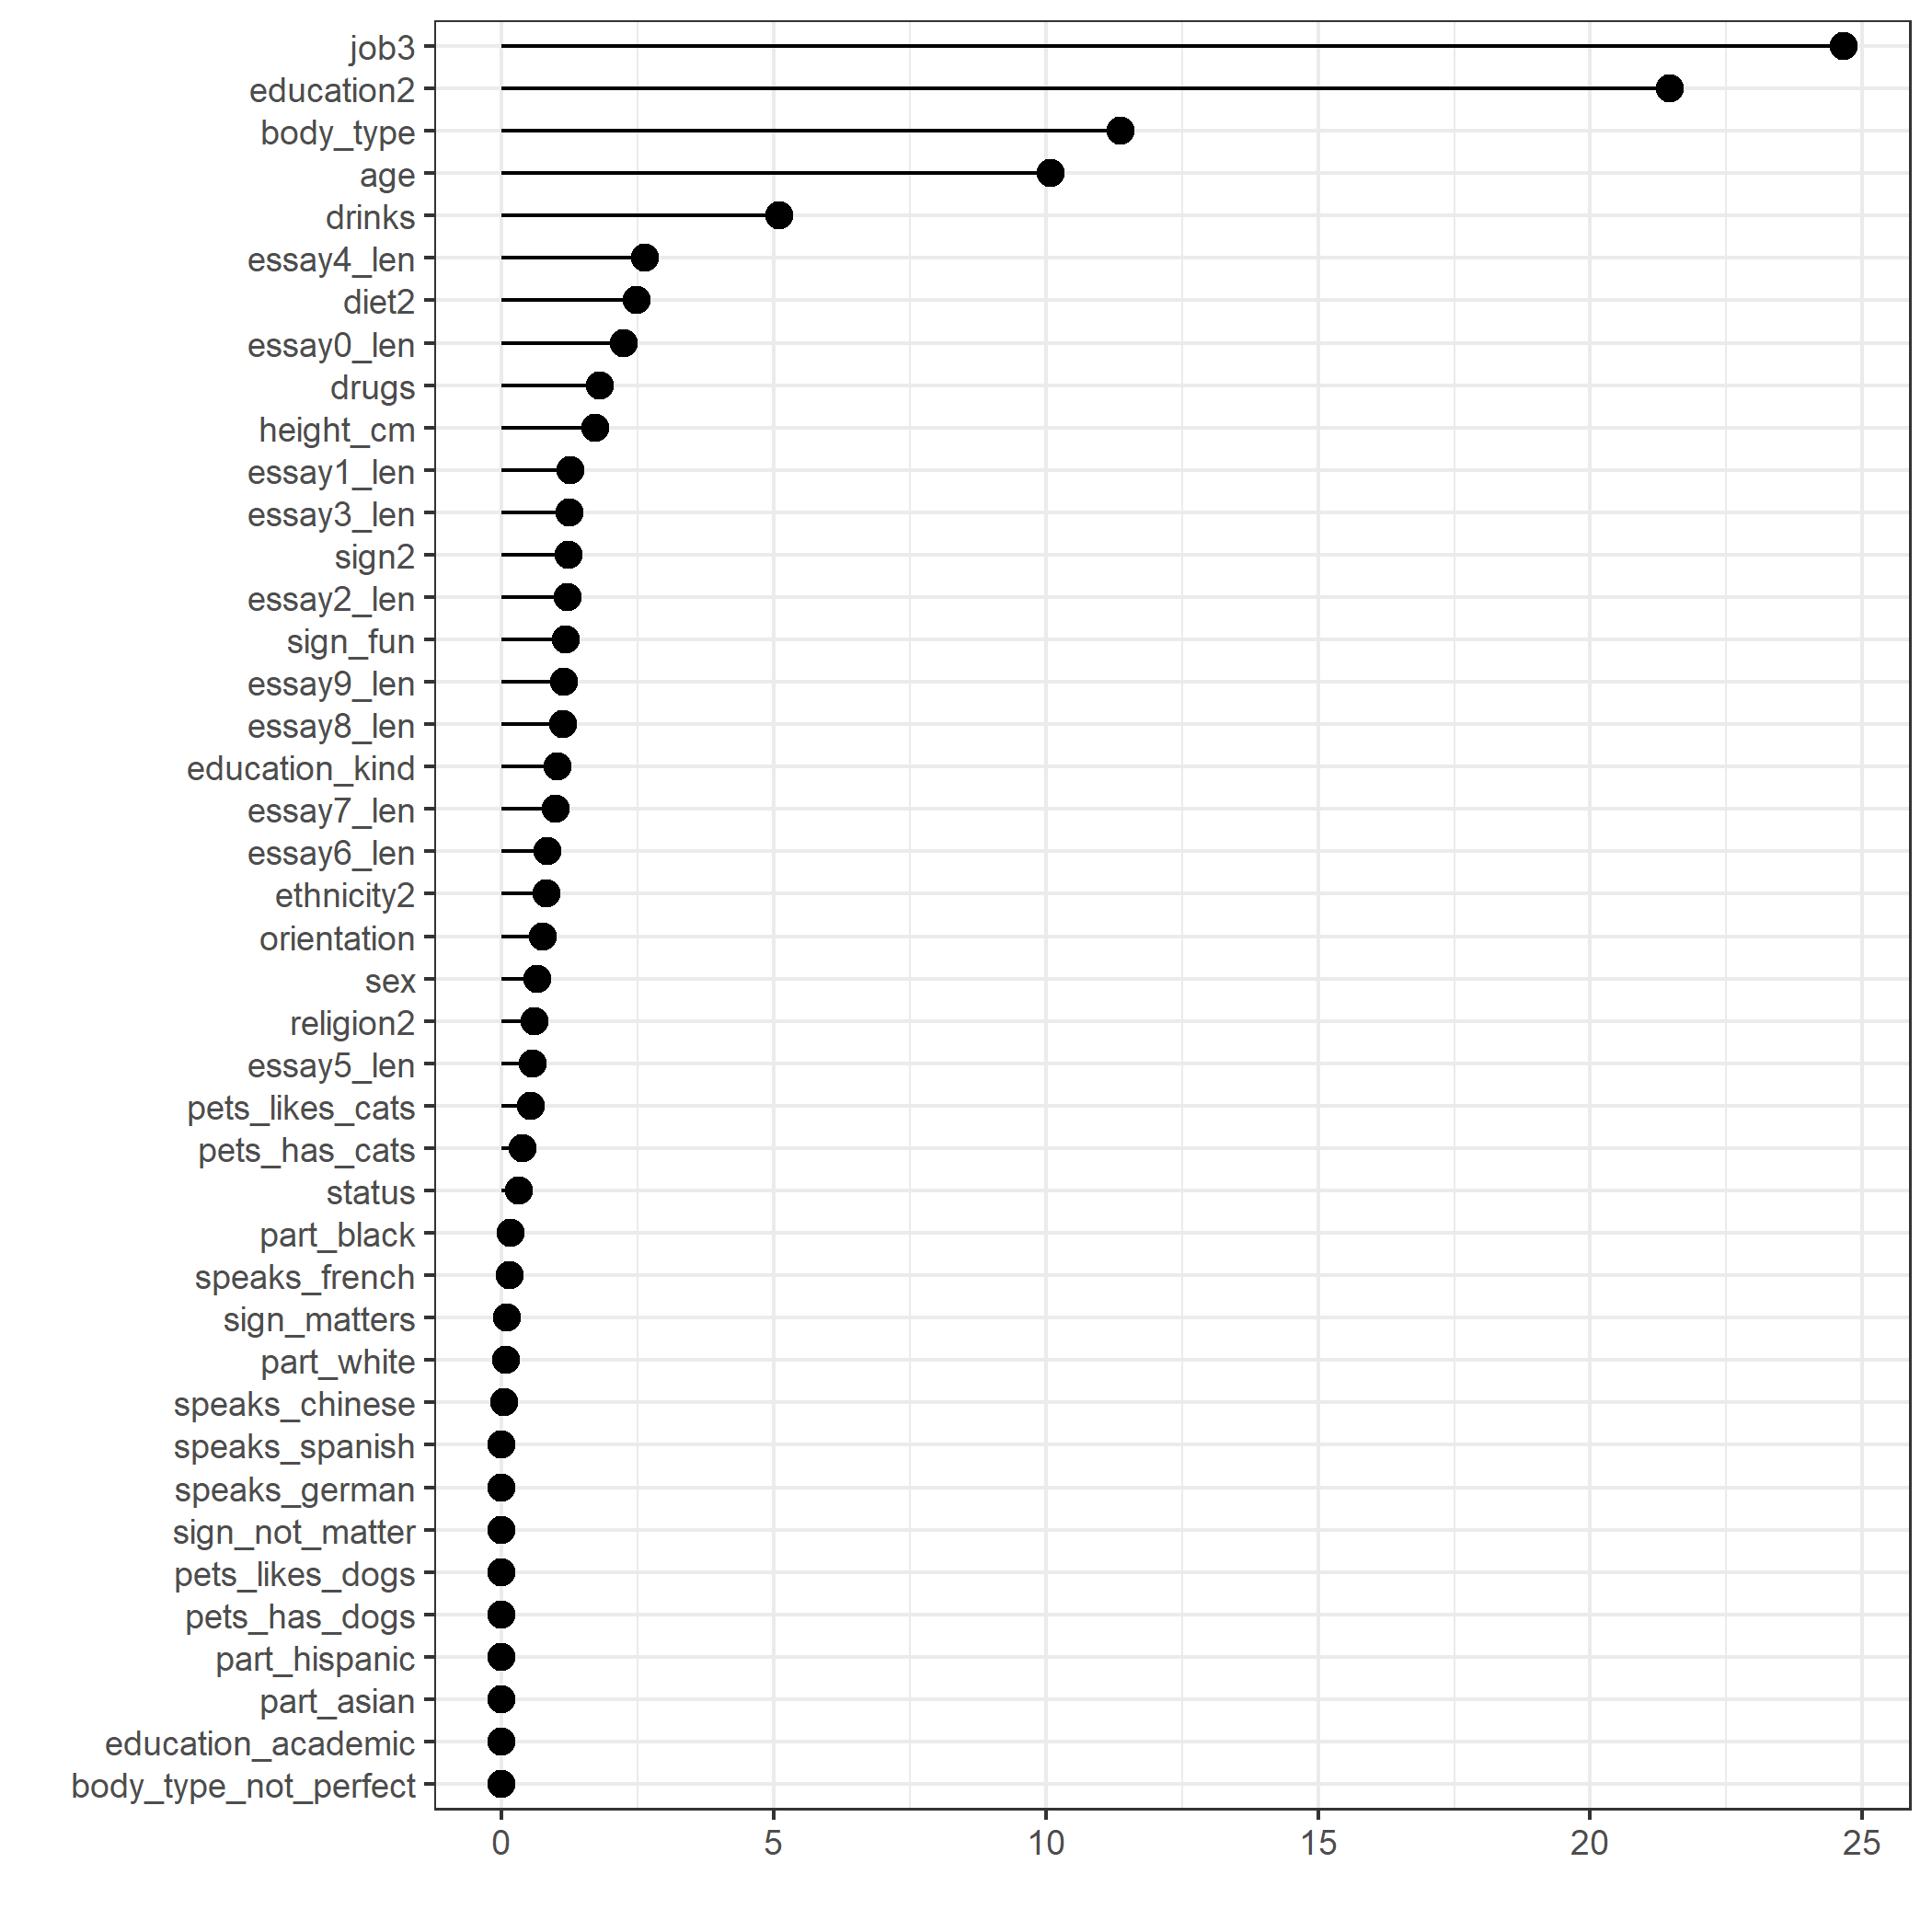 job3
education2
body_type
age
drinks
essay4_len
diet2
essay0_len
drugs
height_cm
essay1_len
essay3_len
sign2
essay2_len
sign_fun
essay9_len
essay8_len
education_kind
essay7_len
essay6_len
ethnicity2
orientation
sex
religion2
essay5_len
pets_likes_cats
pets_has_cats
status
part_black
speaks_french
sign_matters
part_white
speaks_chinese
speaks_spanish
speaks_german
sign_not_matter
pets_likes_dogs
pets_has_dogs
part_hispanic
part_asian
education_academic
body_type_not_perfect
0 5 10 15 20 25